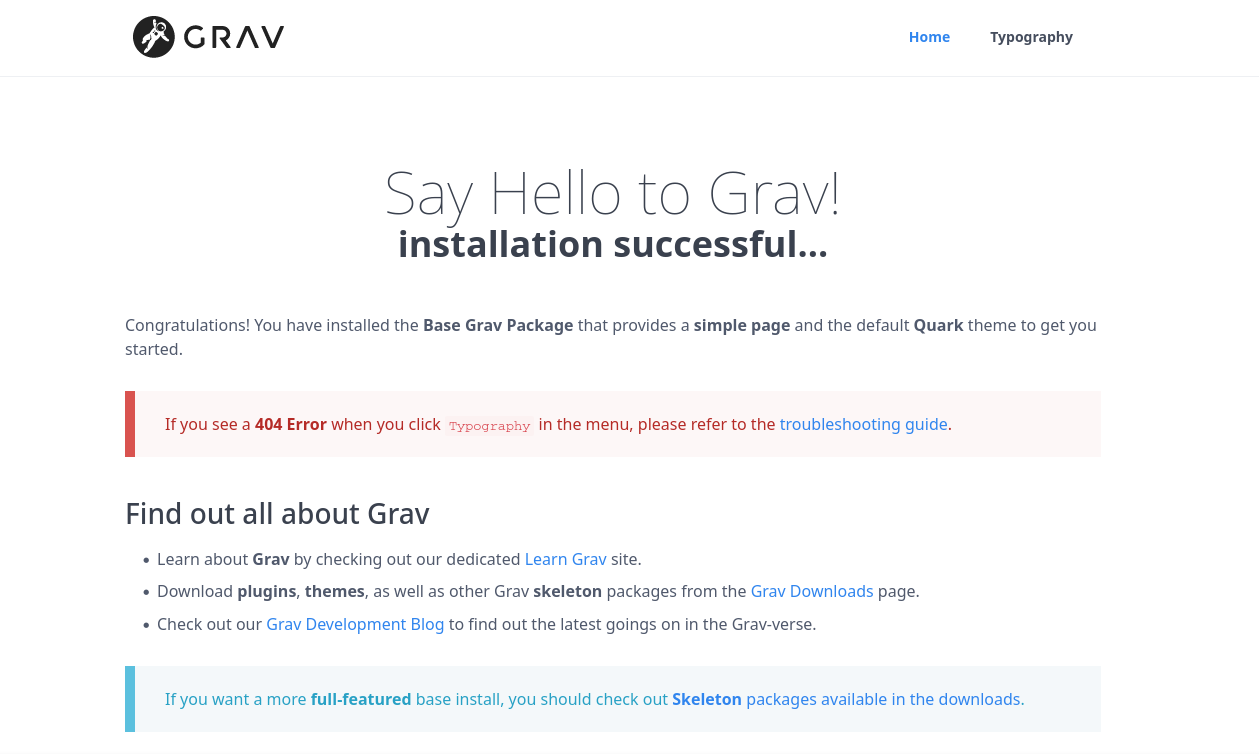 GRAV
Home
Typography
Say Hello to Grav!
installation successful...
Congratulations! You have installed the Base Grav Package that provides a simple page and the default Quark theme to get you
started.
If you see a 404 Error when you click Typography in the menu, please refer to the troubleshooting guide.
Find out all about Grav
• Learn about Grav by checking out our dedicated Learn Grav site.
• Download plugins, themes, as well as other Grav skeleton packages from the Grav Downloads page.
• Check out our Grav Development Blog to find out the latest goings on in the Grav-verse.
If you want a more full-featured base install, you should check out Skeleton packages available in the downloads.